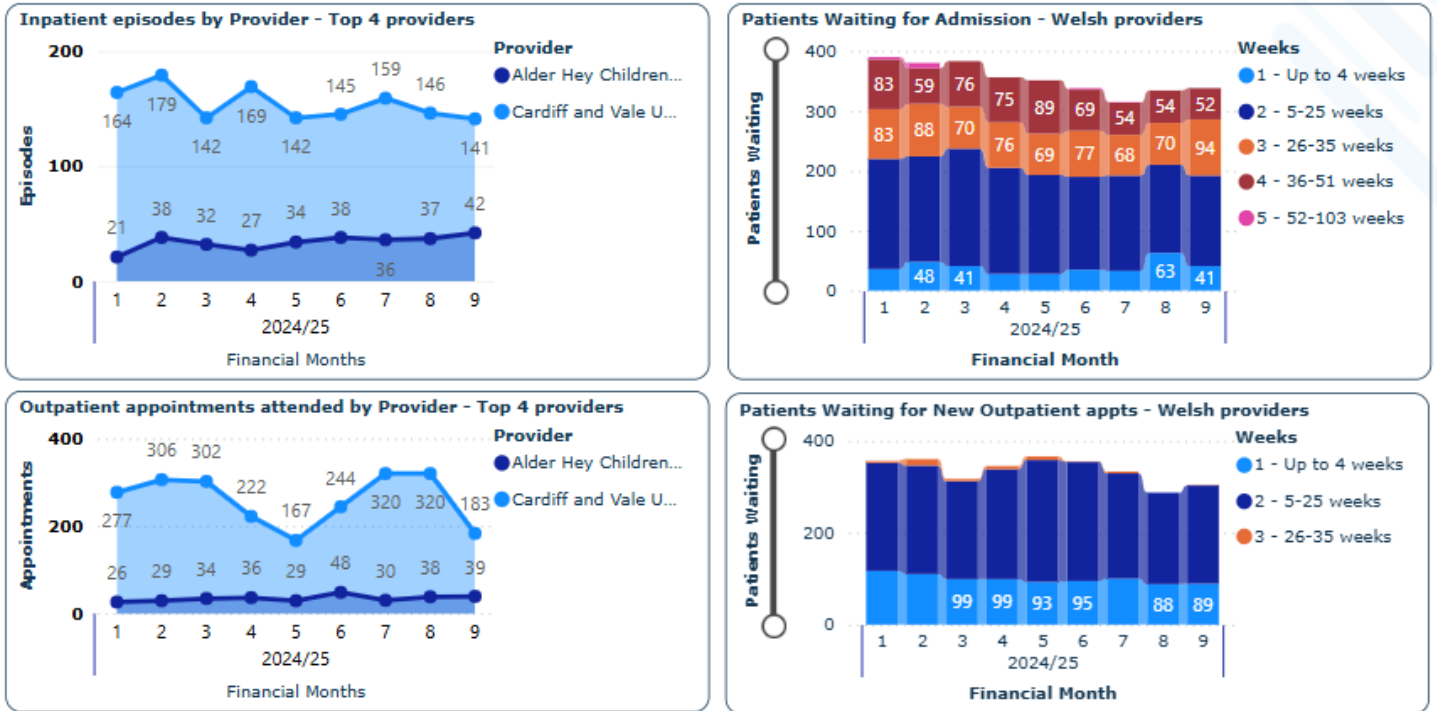 Inpatient episodes by Provider - Top 4 providers
200
100
0
Episodes
164
179
142
169
142
145
159
146
141
21
38
32
27
34
38
36
37
42
1 2 3 4 5 6 7 8 9
2024/25
Financial Months
Provider
Alder Hey Children...
Cardiff and Vale U...
Patients Waiting for Admission - Welsh providers
400
300
200
100
0
Patients Waiting
83 59 76 75 89 69 54 54 52
83 88 70 76 69 77 68 70 94
48 41 63 41
1 2 3 4 5 6 7 8 9
2024/25
Financial Month
Weeks
1 - Up to 4 weeks
2 - 5-25 weeks
3 - 26-35 weeks
4 - 36-51 weeks
5 - 52-103 weeks
Outpatient appointments attended by Provider - Top 4 providers
400
200
0
Appointments
277
306
302
222
167
244
320
320
183
26 29 34 36 29 48 30 38 39
1 2 3 4 5 6 7 8 9
2024/25
Financial Months
Provider
Alder Hey Children...
Cardiff and Vale U...
Patients Waiting for New Outpatient appts - Welsh providers
400
200
0
Patients Waiting
99 99 93 95 88 89
1 2 3 4 5 6 7 8 9
2024/25
Financial Month
Weeks
1 - Up to 4 weeks
2 - 5-25 weeks
3 - 26-35 weeks